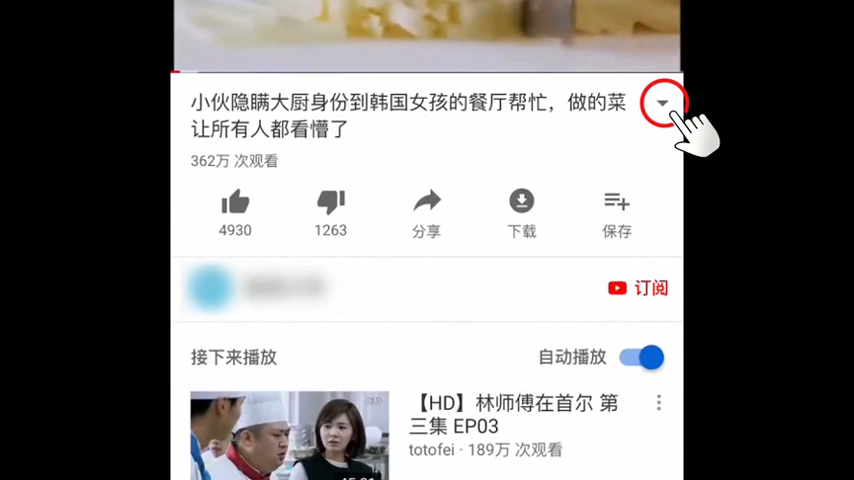 小伙隐瞒大厨身份到韩国女孩的餐厅帮忙，做的菜
让所有人都看懵了
362万 次观看
4930
1263
分享
下载
保存
订阅
接下来播放
自动播放
【HD】林师傅在首尔 第
三集 EP03
totofei · 189万 次观看